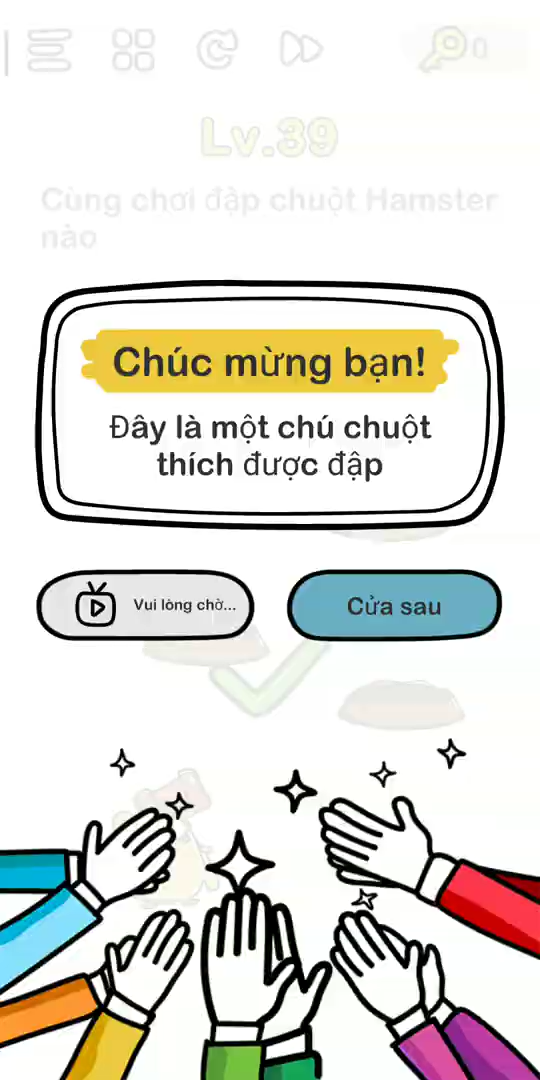 0
Lv.39
Cùng chơi đập chuột Hamster
nào
Chúc mừng bạn!
Đây là một chú chuột
thích được đập
Vui lòng chờ...
Cửa sau